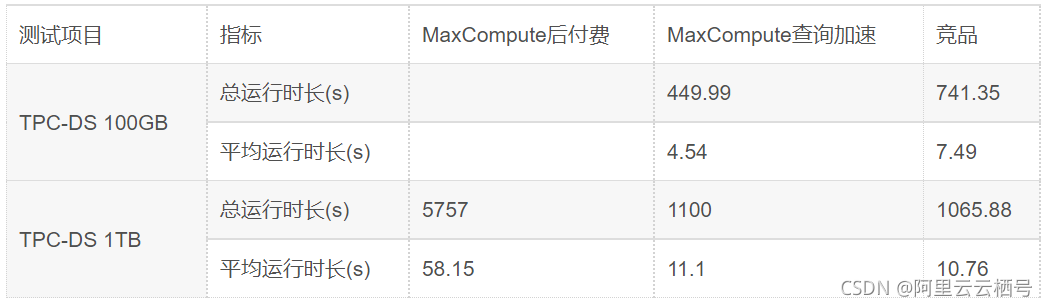 测试项目 指标 MaxCompute后付费 MaxCompute查询加速 竞品
TPC-DS 100GB
总运行时长(s) 449.99 741.35
平均运行时长(s) 4.54 7.49
TPC-DS 1TB
总运行时长(s) 5757 1100 1065.88
平均运行时长(s) 58.15 11.1 10.76
CSDN @阿里云云栖号